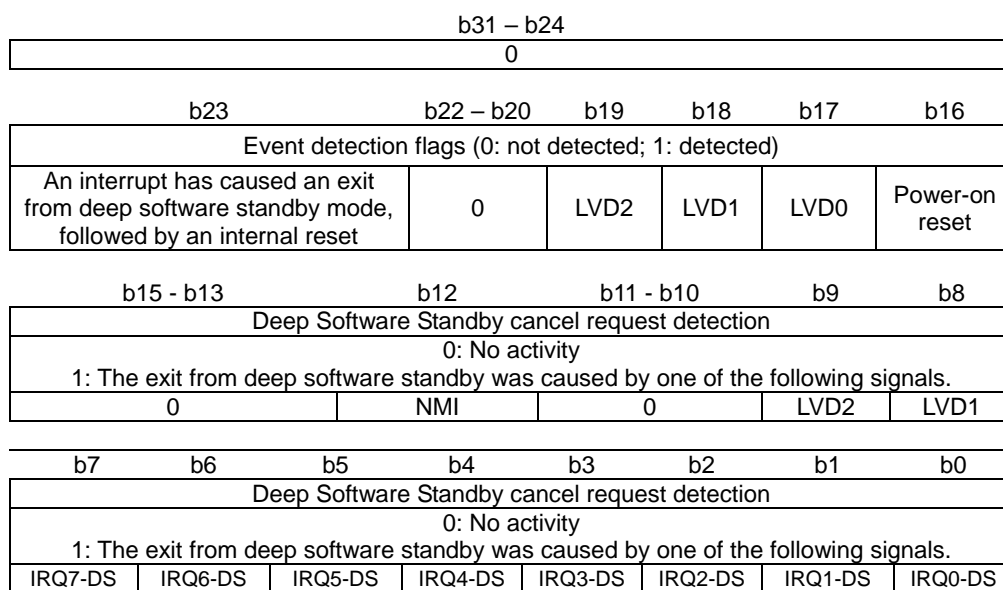 b31 – b24
0
b23 b22 – b20 b19 b18 b17 b16
Event detection flags (0: not detected; 1: detected)
An interrupt has caused an exit
from deep software standby mode,
followed by an internal reset
0 LVD2 LVD1 LVD0 Power-on
reset
b15 - b13 b12 b11 - b10 b9 b8
Deep Software Standby cancel request detection
0: No activity
1: The exit from deep software standby was caused by one of the following signals.
0 NMI 0 LVD2 LVD1
b7 b6 b5 b4 b3 b2 b1 b0
Deep Software Standby cancel request detection
0: No activity
1: The exit from deep software standby was caused by one of the following signals.
IRQ7-DS IRQ6-DS IRQ5-DS IRQ4-DS IRQ3-DS IRQ2-DS IRQ1-DS IRQ0-DS